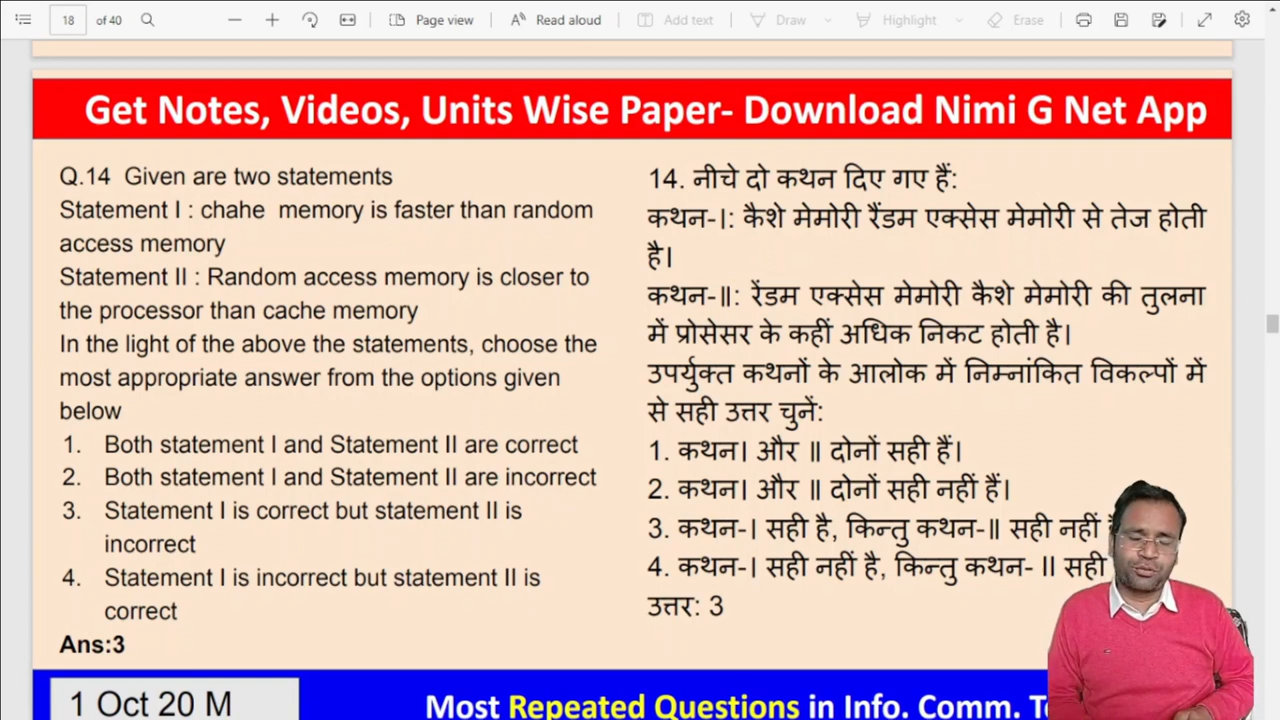 18 of 40 Page view Read aloud Add text Draw Highlight Erase
Get Notes, Videos, Units Wise Paper- Download Nimi G Net App
Q.14 Given are two statements
Statement I : chahe memory is faster than random
access memory
Statement II : Random access memory is closer to
the processor than cache memory
In the light of the above the statements, choose the
most appropriate answer from the options given
below
1. Both statement I and Statement II are correct
2. Both statement I and Statement II are incorrect
3. Statement I is correct but statement II is
incorrect
4. Statement I is incorrect but statement II is
correct
Ans:3
14. नीचे दो कथन दिए गए हैं:
कथन-।: कैशे मेमोरी रैंडम एक्सेस मेमोरी से तेज होती
है।
कथन-॥: रेंडम एक्सेस मेमोरी कैशे मेमोरी की तुलना
में प्रोसेसर के कहीं अधिक निकट होती है।
उपर्युक्त कथनों के आलोक में निम्नांकित विकल्पों में
से सही उत्तर चुनें:
1. कथन। और ॥ दोनों सही हैं।
2. कथन। और ॥ दोनों सही नहीं हैं।
3. कथन-। सही है, किन्तु कथन-॥ सही नहीं
4. कथन-। सही नहीं है, किन्तु कथन- II सही
उत्तर: 3
1 Oct 20 M
Most Repeated Questions in Info. Comm.